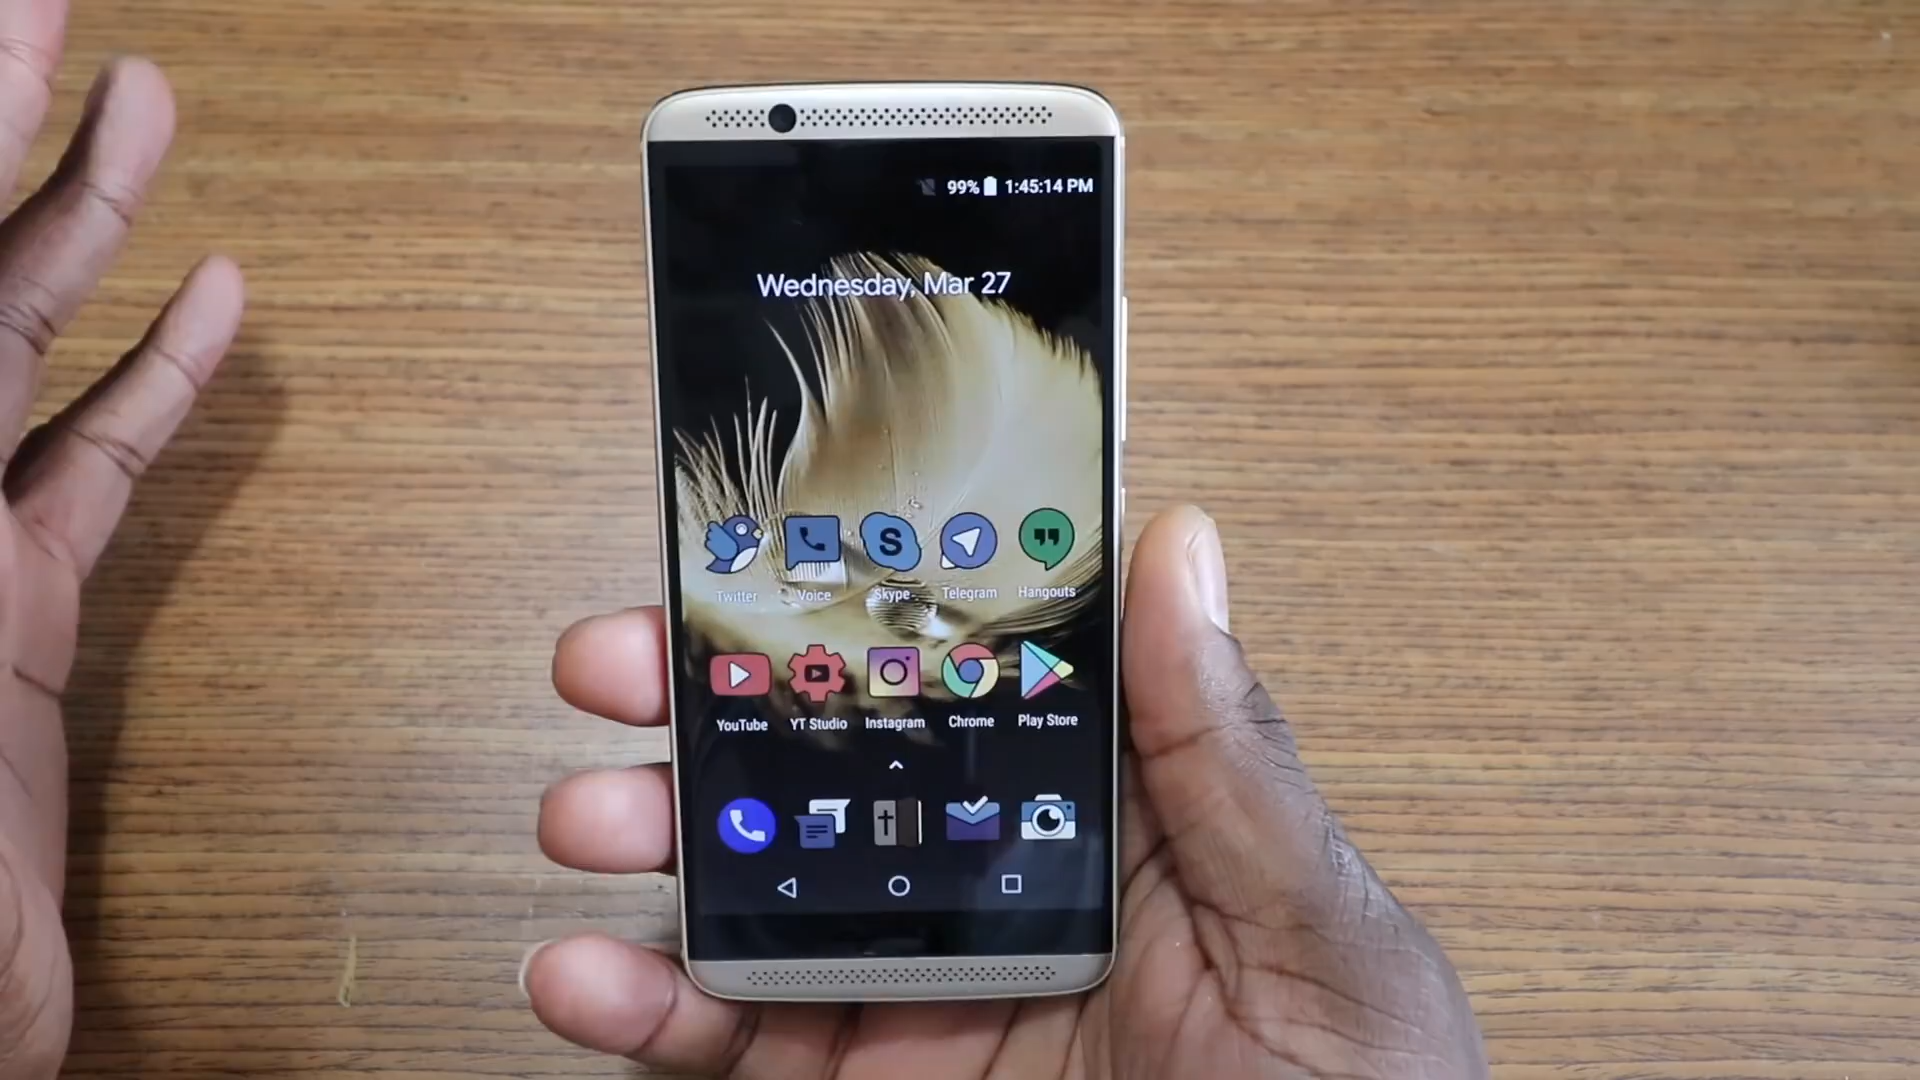 99% 1:45:14 PM
Wednesday, Mar 27
Twitter Voice Skype Telegram Hangouts
YouTube YT Studio Instagram Chrome Play Store